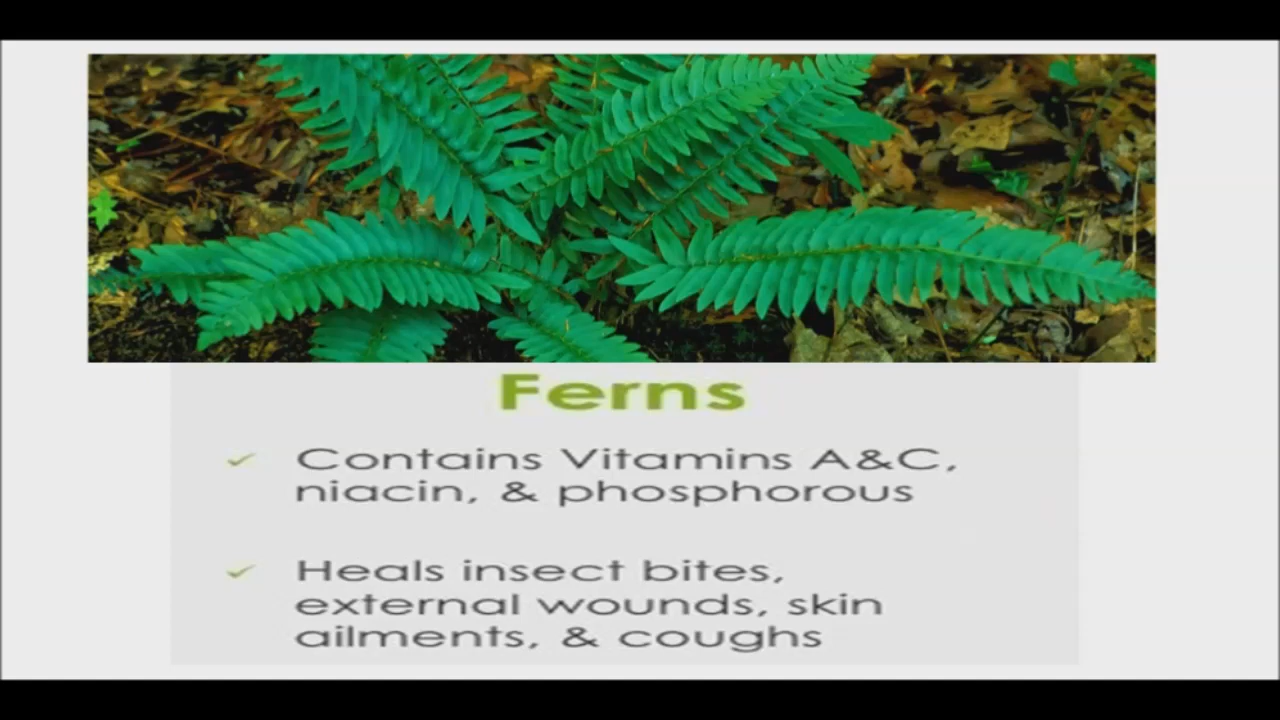 Ferns
Contains Vitamins A&C,
niacin, & phosphorous
Heals insect bites,
external wounds, skin
ailments, & coughs